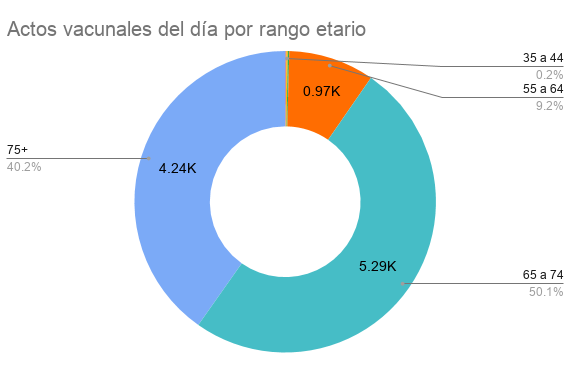 Actos vacunales del día por rango etario
35 a 44
0.2%
55 a 64
9.2%
0.97K
75+
40.2%
4.24K
5.29K
65 a 74
50.1%